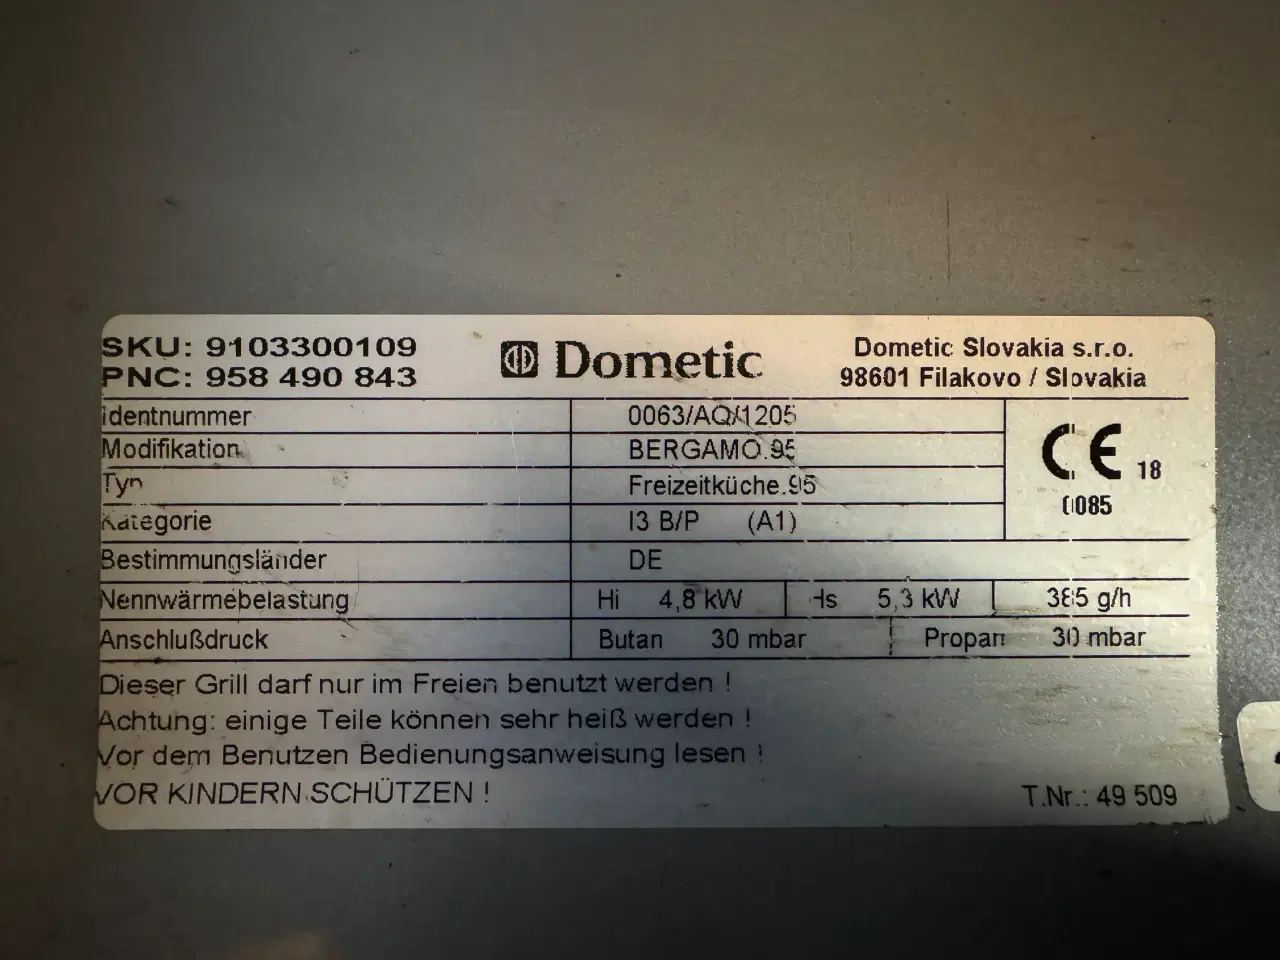 SKU: 9103300109
PNC: 958 490 843
Dometic
Dometic Slovakia s.r.o.
98601 Filakovo / Slovakia
Identnummer 0063/AQ/1205
Modifikation BERGAMO.95
Typ Freizeitküche.95
Kategorie I3 B/P (A1)
CE 18
0085
Bestimmungsländer DE
Nennwärmebelastung Hi 4,8 kW Hs 5,3 kW 385 g/h
Anschlußdruck Butan 30 mbar Propan 30 mbar
Dieser Grill darf nur im Freien benutzt werden !
Achtung: einige Teile können sehr heiß werden !
Vor dem Benutzen Bedienungsanweisung lesen !
VOR KINDERN SCHÜTZEN !
T.Nr.: 49 509